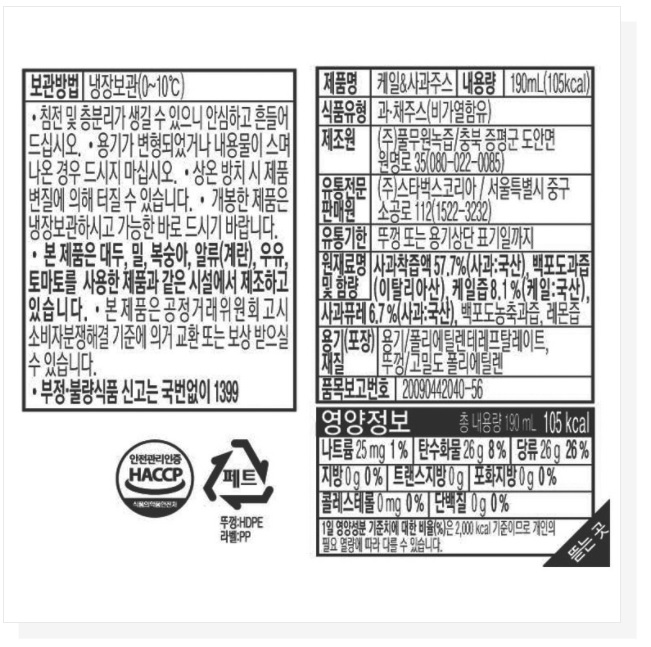 보관방법 냉장보관(0~10℃)
• 침전 및 층분리가 생길 수 있으니 안심하고 흔들어
드십시오. • 용기가 변형되었거나 내용물이 스며
나온 경우 드시지 마십시오. • 상온 방치 시 제품
변질에 의해 터질 수 있습니다. • 개봉한 제품은
냉장보관하시고 가능한 바로 드시기 바랍니다.
• 본 제품은 대두, 밀, 복숭아, 알류(계란), 우유,
토마토를 사용한 제품과 같은 시설에서 제조하고
있습니다. • 본 제품은 공정거래위원회 고시
소비자분쟁해결 기준에 의거 교환 또는 보상 받으실
수 있습니다.
• 부정·불량식품 신고는 국번없이 1399
안전관리인증
HACCP
식품의약품안전처
페트
뚜껑:HDPE
라벨:PP
제품명 케일&사과주스 내용량 190mL(105kcal)
식품유형 과·채주스(비가열함유)
제조원 (주)풀무원녹즙/충북 증평군 도안면
원명로 35(080-022-0085)
유통전문 (주)스타벅스코리아 / 서울특별시 중구
판매원 소공로 112(1522-3232)
유통기한 뚜껑 또는 용기상단 표기일까지
원재료명 사과착즙액 57.7%(사과:국산), 백포도과즙
및 함량 (이탈리아산), 케일즙 8.1%(케일:국산),
사과퓨레 6.7%(사과:국산), 백포도농축과즙, 레몬즙
용기(포장) 용기/폴리에틸렌테레프탈레이트,
재질 뚜껑/고밀도 폴리에틸렌
품목보고번호 20090442040-56
영양정보 총 내용량 190 mL 105 kcal
나트륨 25 mg 1% 탄수화물 26 g 8% 당류 26 g 26%
지방 0 g 0% 트랜스지방 0 g 포화지방 0 g 0%
콜레스테롤 0 mg 0% 단백질 0 g 0%
1일 영양성분 기준치에 대한 비율(%)은 2,000 kcal 기준이므로 개인의
필요 열량에 따라 다를 수 있습니다.
뜯는 곳